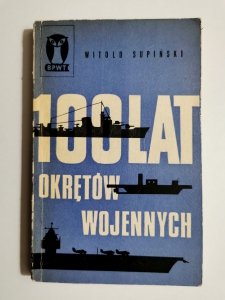 BPWT
WITOLD SUPIŃSKI
100 LAT
OKRĘTÓW
WOJENNYCH